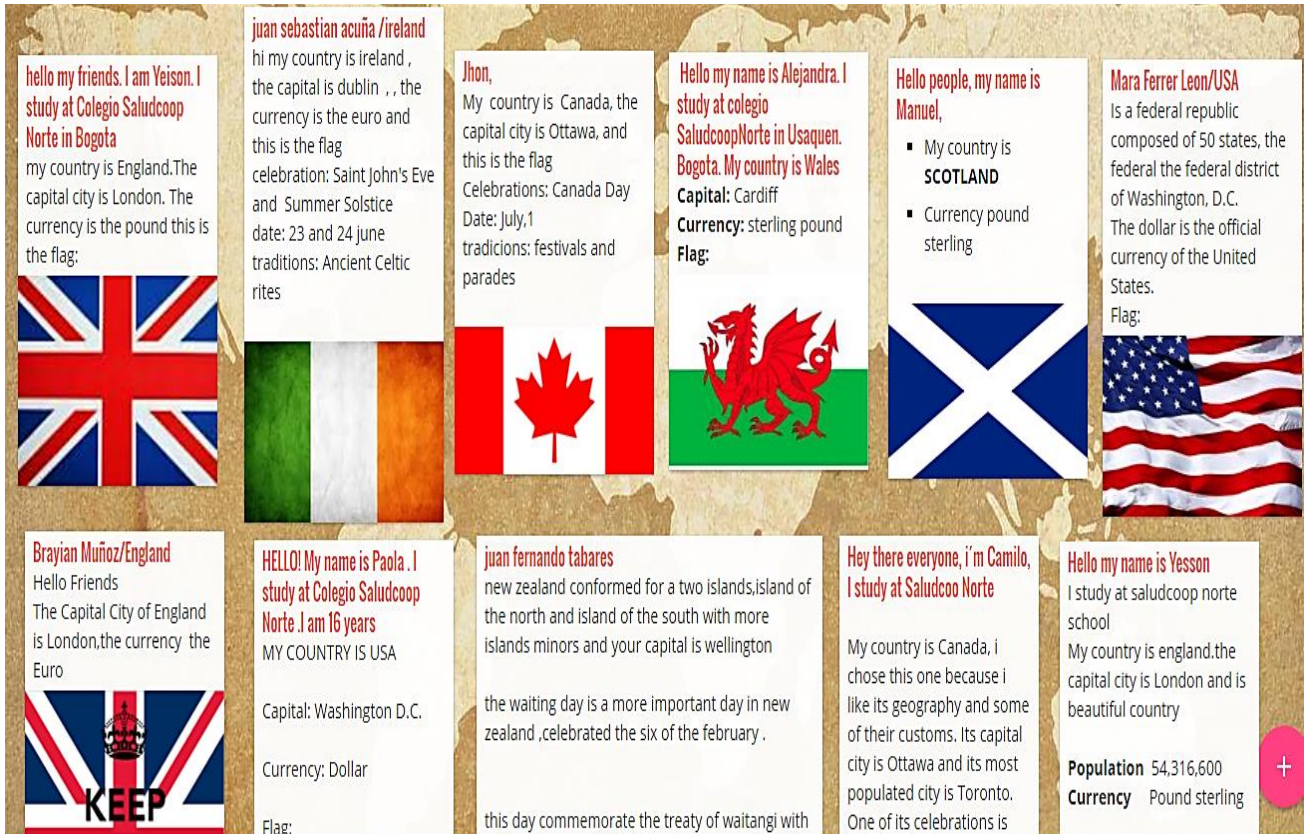 hello my friends. I am Yeison. I
study at Colegio Saludcoop
Norte in Bogota
my country is England.The
capital city is London. The
currency is the pound this is
the flag:
juan sebastian acuña /ireland
hi my country is ireland ,
the capital is dublin , , the
currency is the euro and
this is the flag
celebration: Saint John's Eve
and Summer Solstice
date: 23 and 24 june
traditions: Ancient Celtic
rites
Jhon,
My country is Canada, the
capital city is Ottawa, and
this is the flag
Celebrations: Canada Day
Date: July,1
tradicions: festivals and
parades
Hello my name is Alejandra. I
study at colegio
SaludcoopNorte in Usaquen.
Bogota. My country is Wales
Capital: Cardiff
Currency: sterling pound
Flag:
Hello people, my name is
Manuel,
▪ My country is
SCOTLAND
▪ Currency pound
sterling
Mara Ferrer Leon/USA
Is a federal republic
composed of 50 states, the
federal the federal district
of Washington, D.C.
The dollar is the official
currency of the United
States.
Flag:
Brayian Muñoz/England
Hello Friends
The Capital City of England
is London,the currency the
Euro
KEEP
HELLO! My name is Paola . I
study at Colegio Saludcoop
Norte .I am 16 years
MY COUNTRY IS USA
Capital: Washington D.C.
Currency: Dollar
Flag:
juan fernando tabares
new zealand conformed for a two islands,island of
the north and island of the south with more
islands minors and your capital is wellington
the waiting day is a more important day in new
zealand ,celebrated the six of the february .
this day commemorate the treaty of waitangi with
Hey there everyone, i´m Camilo,
I study at Saludcoo Norte
My country is Canada, i
chose this one because i
like its geography and some
of their customs. Its capital
city is Ottawa and its most
populated city is Toronto.
One of its celebrations is
Hello my name is Yesson
I study at saludcoop norte
school
My country is england.the
capital city is London and is
beautiful country
Population 54,316,600
Currency Pound sterling
+